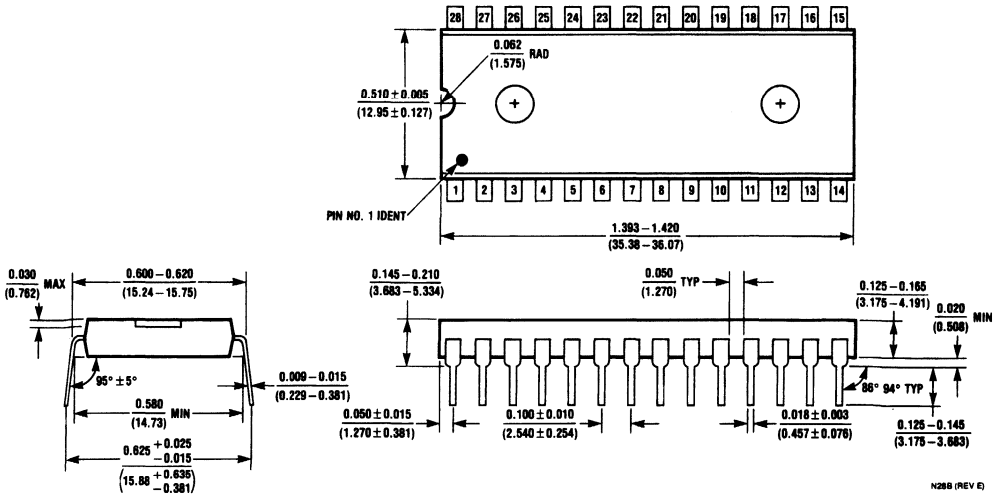 28 27 26 25 24 23 22 21 20 19 18 17 16 15
0.062
(1.575)
RAD
0.510 ± 0.005
(12.95 ± 0.127)
PIN NO. 1 IDENT
1 2 3 4 5 6 7 8 9 10 11 12 13 14
1.393 – 1.420
(35.38 – 36.07)
0.030
(0.762)
MAX
0.600 – 0.620
(15.24 – 15.75)
95° ± 5°
0.009 – 0.015
(0.229 – 0.381)
0.580
(14.73)
MIN
0.625 + 0.025
– 0.015
(15.88 + 0.635
– 0.381)
0.145 – 0.210
(3.683 – 5.334)
0.050
(1.270)
TYP
0.125 – 0.165
(3.175 – 4.191)
0.020
(0.508)
MIN
86° 94° TYP
0.050 ± 0.015
(1.270 ± 0.381)
0.100 ± 0.010
(2.540 ± 0.254)
0.018 ± 0.003
(0.457 ± 0.076)
0.125 – 0.145
(3.175 – 3.683)
N28B (REV E)